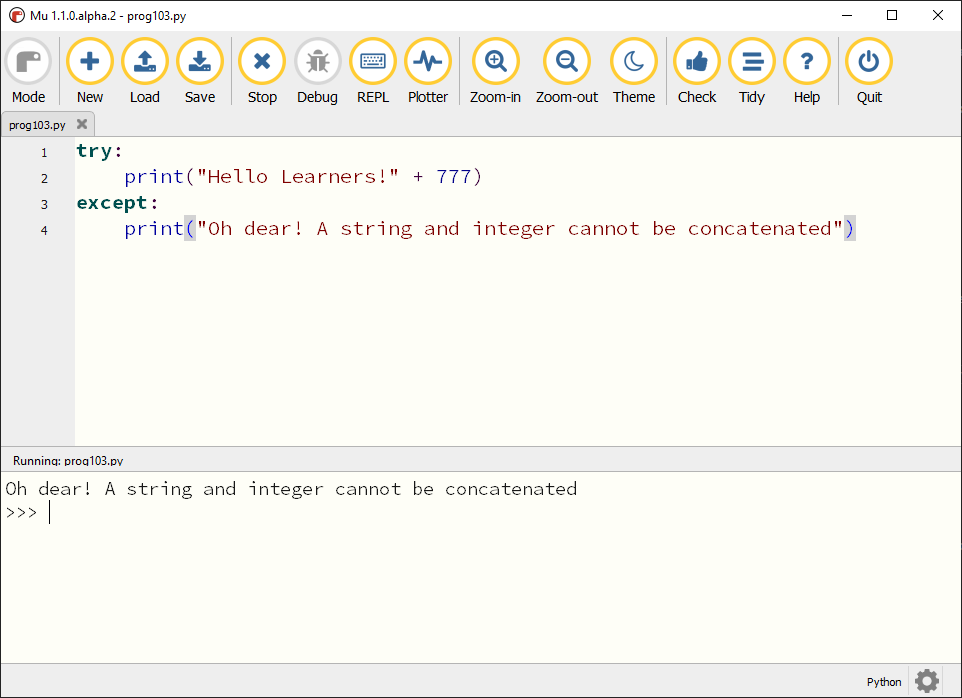 Mu 1.1.0.alpha.2 - prog103.py
Mode New Load Save Stop Debug REPL Plotter Zoom-in Zoom-out Theme Check Tidy Help Quit
prog103.py
1 try:
2     print("Hello Learners!" + 777)
3 except:
4     print("Oh dear! A string and integer cannot be concatenated")
Running: prog103.py
Oh dear! A string and integer cannot be concatenated
>>>
Python